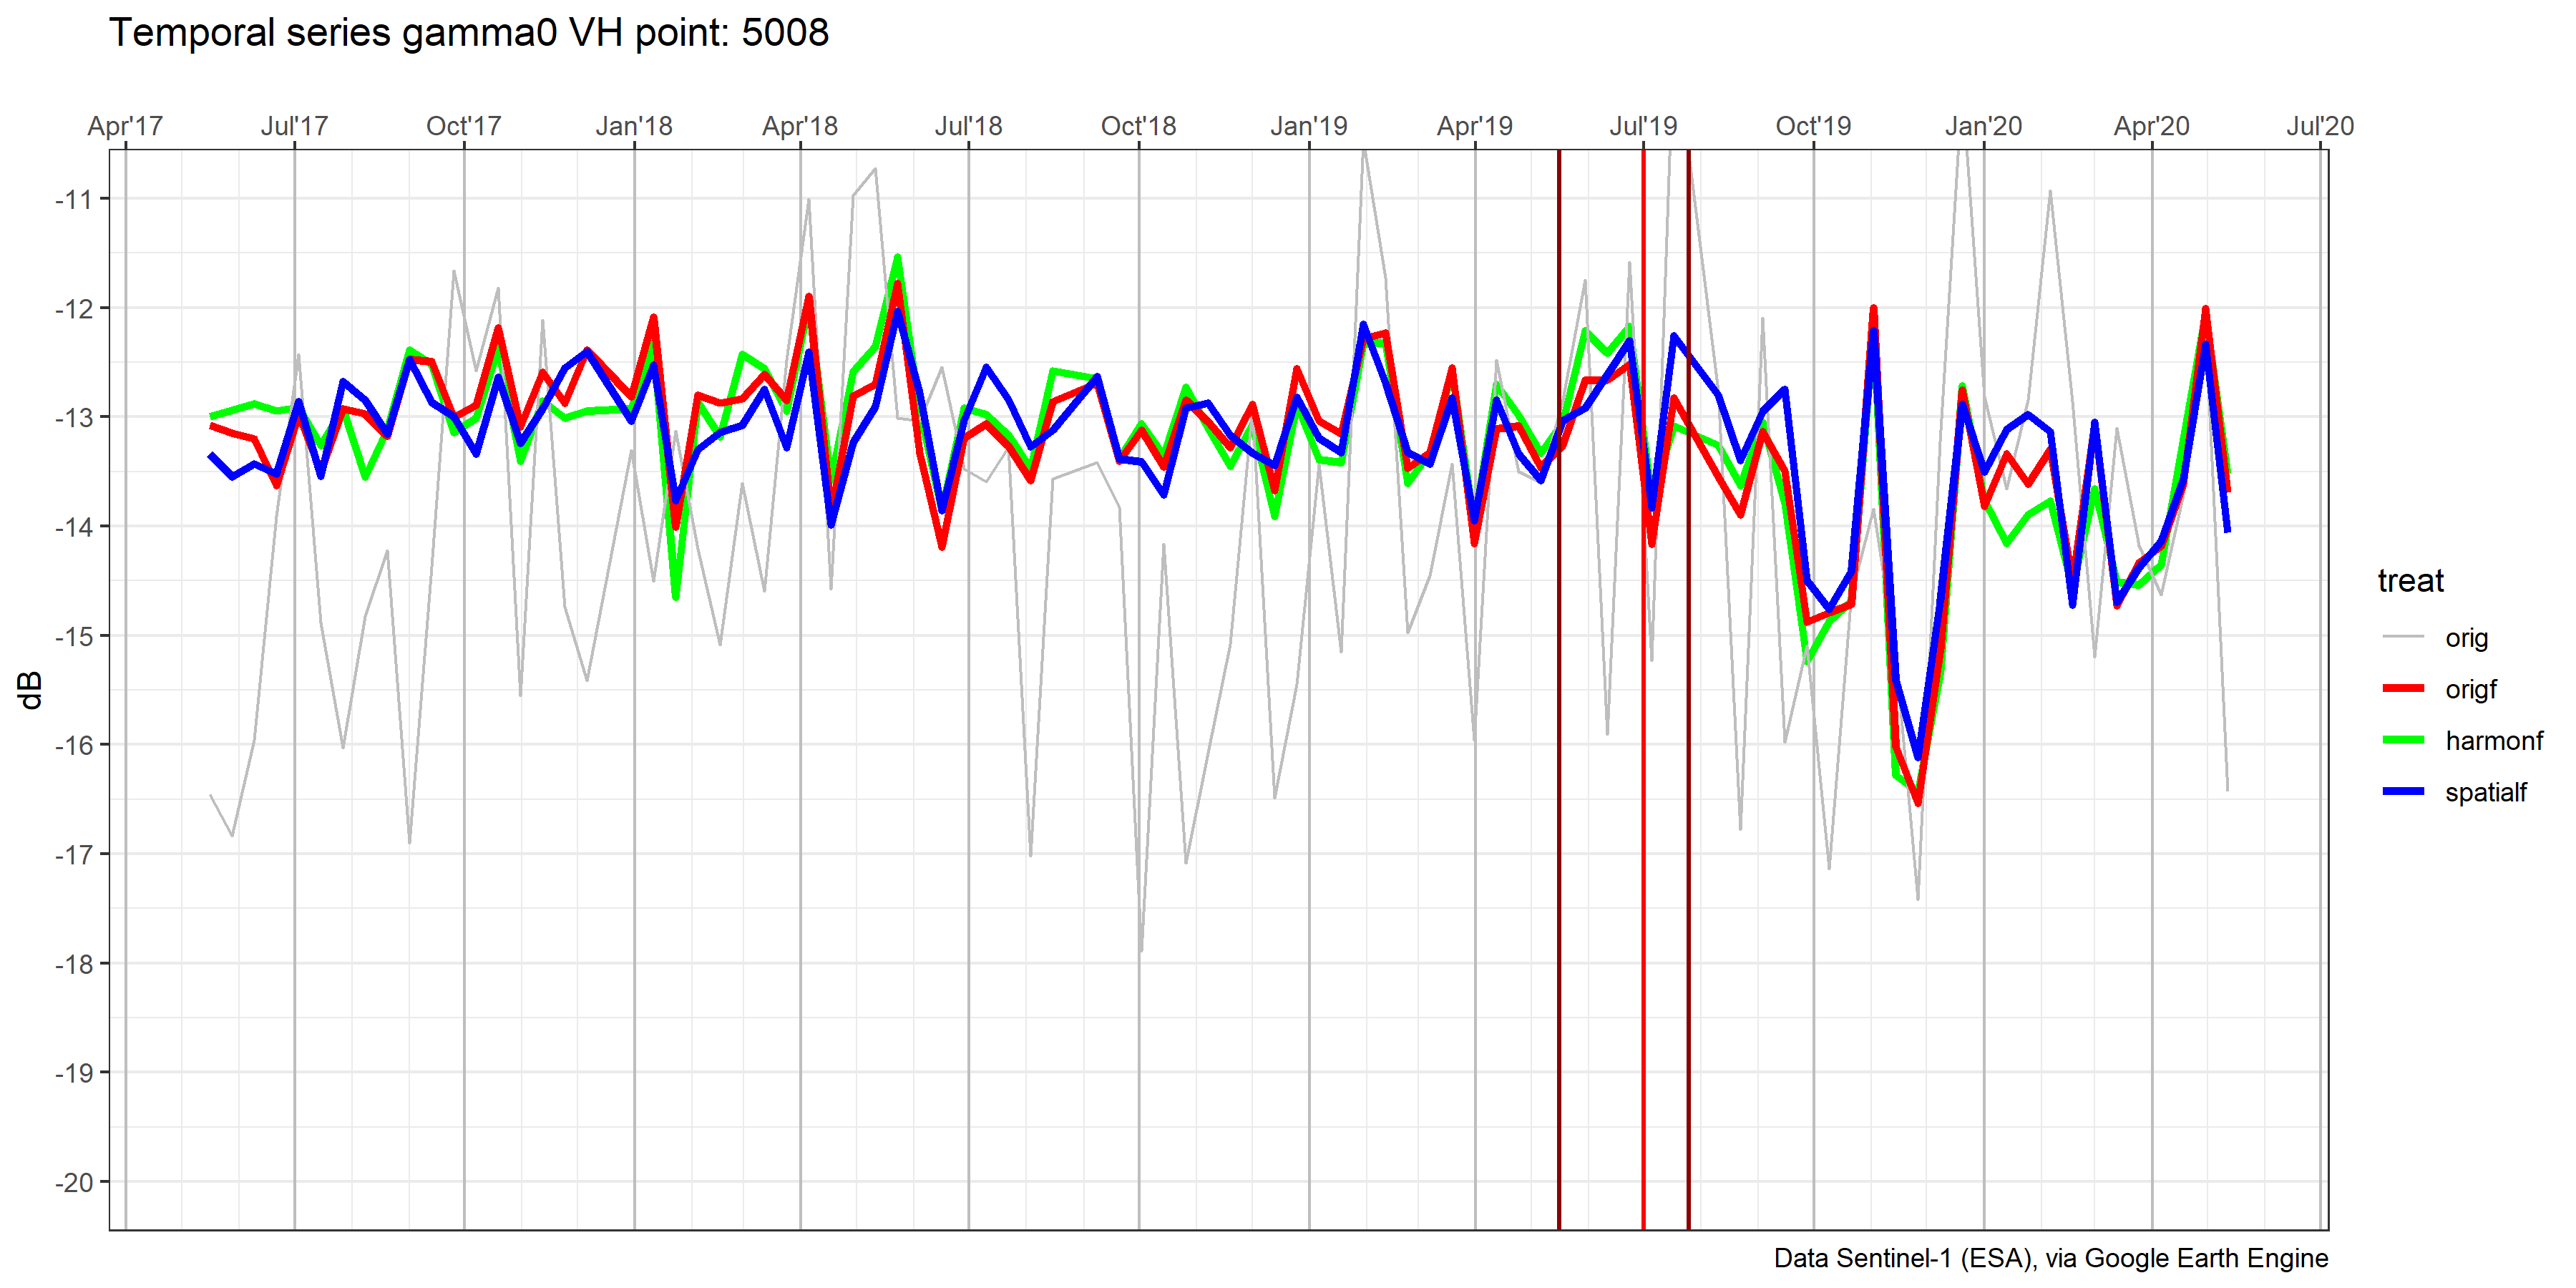 Temporal series gamma0 VH point: 5008
Apr'17 Jul'17 Oct'17 Jan'18 Apr'18 Jul'18 Oct'18 Jan'19 Apr'19 Jul'19 Oct'19 Jan'20 Apr'20 Jul'20
-11
-12
-13
-14
-15
-16
-17
-18
-19
-20
dB
treat
orig
origf
harmonf
spatialf
Data Sentinel-1 (ESA), via Google Earth Engine